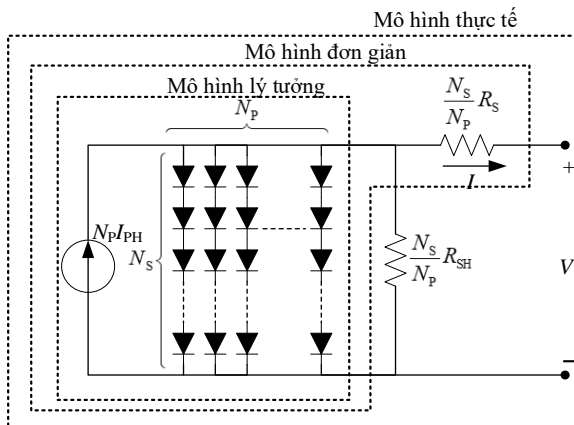 Mô hình thực tế
Mô hình đơn giản
Mô hình lý tưởng
N_P
N_S/N_P R_S
I
+
N_P I_PH
N_S
N_S/N_P R_SH
V
–